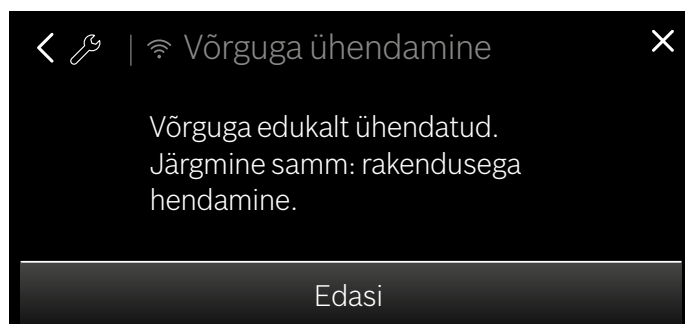 Võrguga ühendamine
Võrguga edukalt ühendatud.
Järgmine samm: rakendusega
hendamine.
Edasi